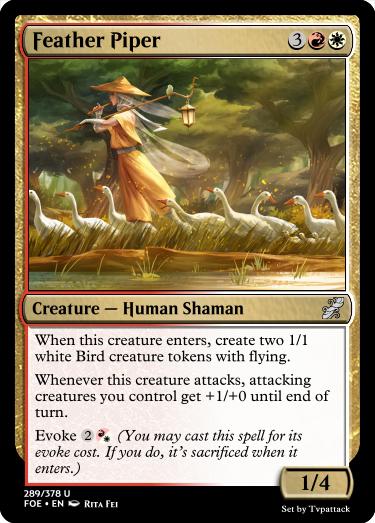 Feather Piper 3
Creature — Human Shaman
When this creature enters, create two 1/1
white Bird creature tokens with flying.
Whenever this creature attacks, attacking
creatures you control get +1/+0 until end of
turn.
Evoke 2 (You may cast this spell for its
evoke cost. If you do, it's sacrificed when it
enters.)
1/4
289/378 U
FOE • EN Rita Fei
Set by Tvpattack